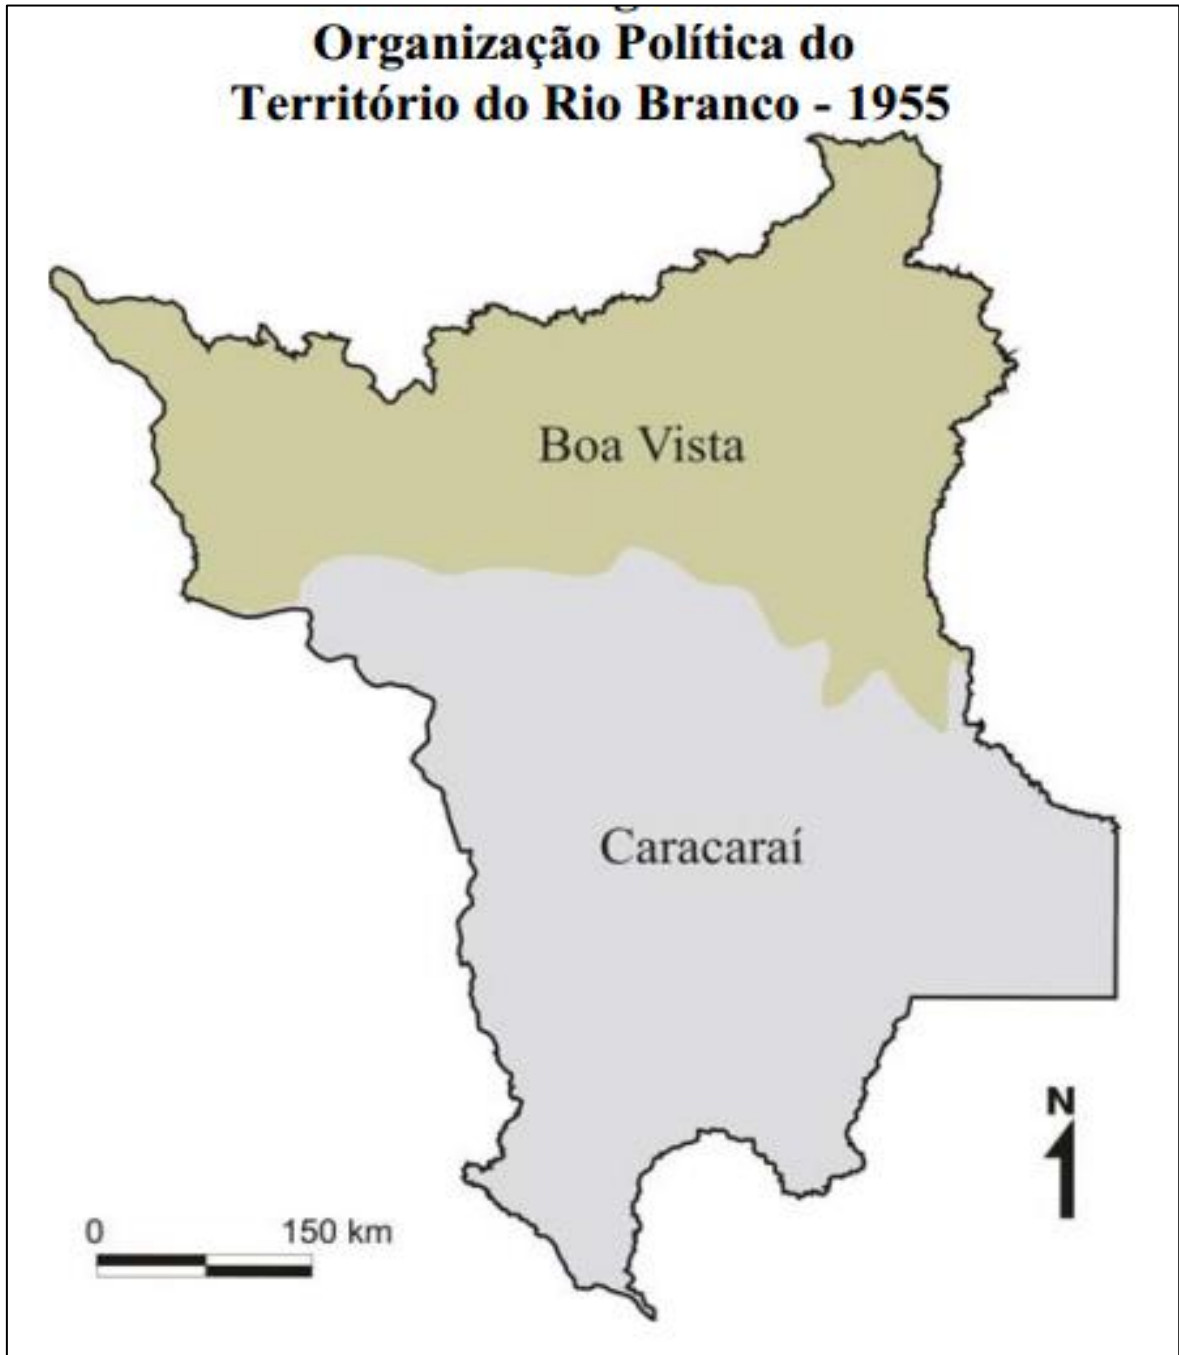 Organização Política do
Território do Rio Branco - 1955
Boa Vista
Caracaraí
N
0 150 km